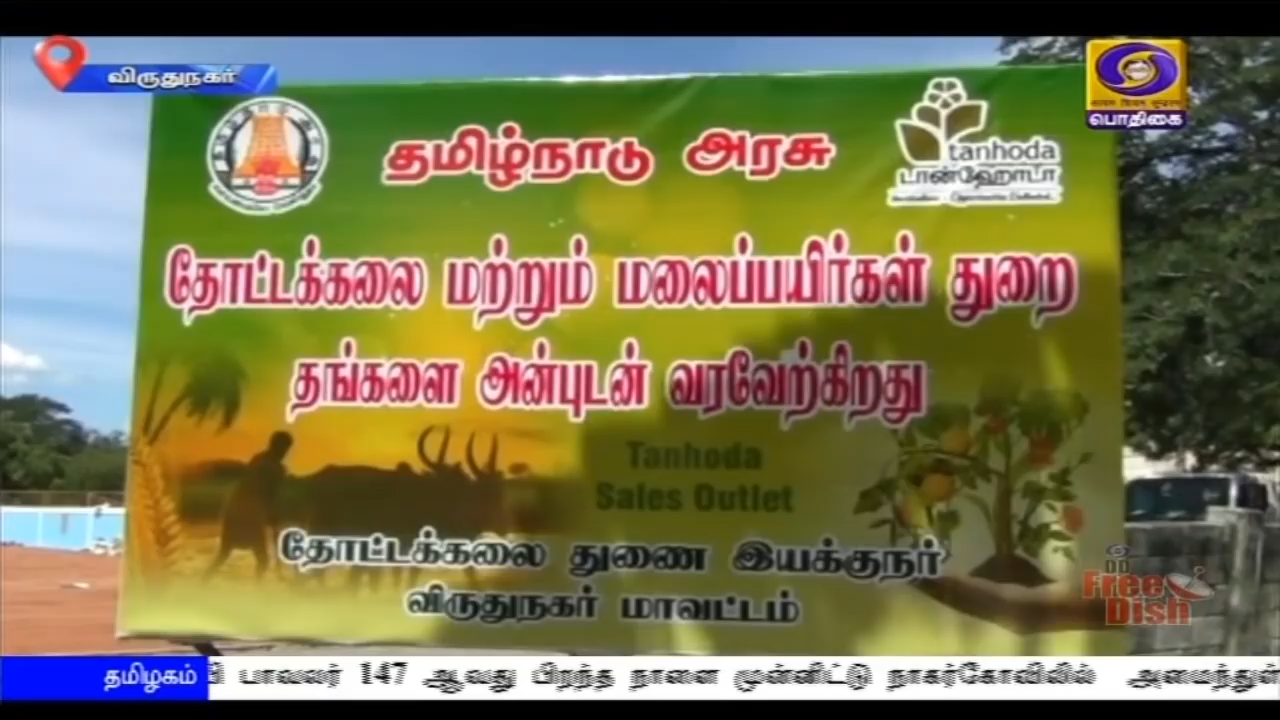 விருதுநகர்
பொதிகை
தமிழ்நாடு அரசு
tanhoda
டான்ஹோடா
தோட்டக்கலை மற்றும் மலைப்பயிர்கள் துறை
தங்களை அன்புடன் வரவேற்கிறது
Tanhoda
Sales Outlet
தோட்டக்கலை துணை இயக்குநர்
விருதுநகர் மாவட்டம்
DD
Free
Dish
தமிழகம் பாவலர் 147 ஆவது பிறந்த நாளை முன்னிட்டு நாகர்கோவிலில்